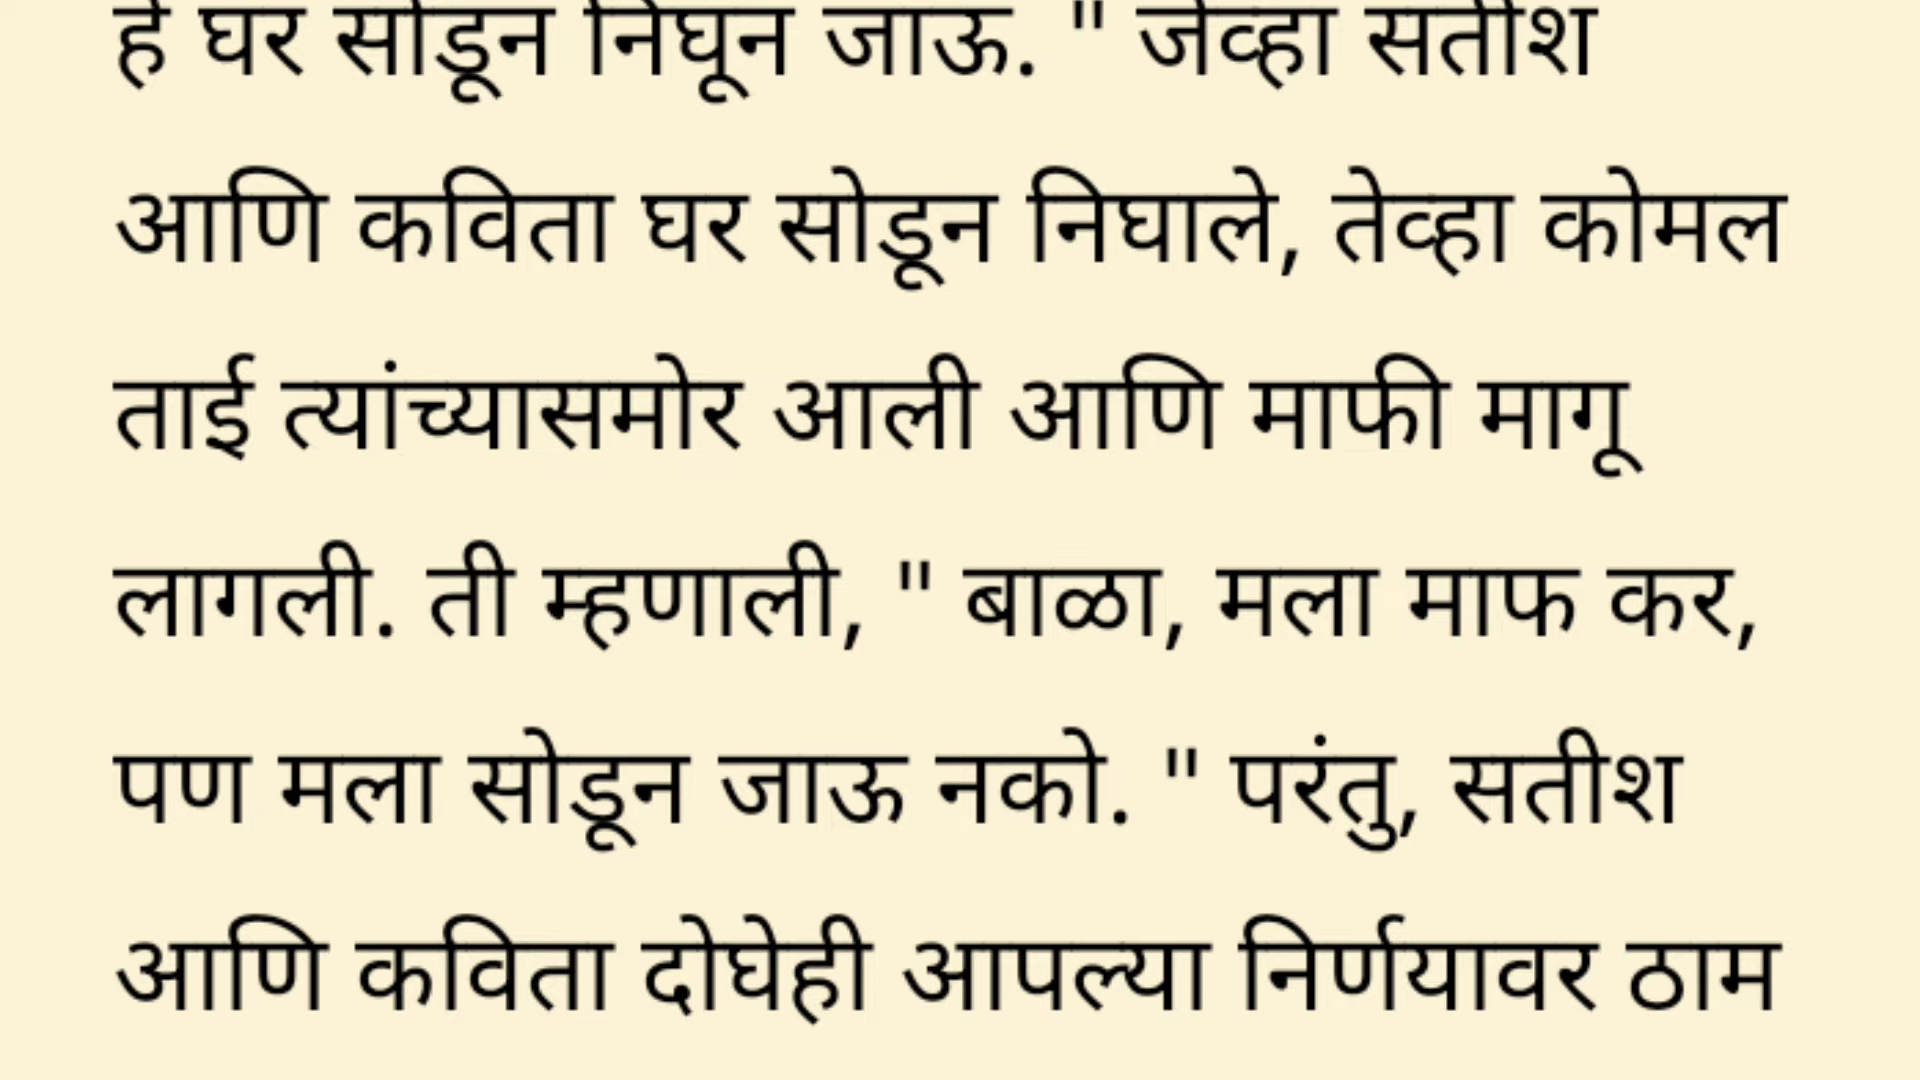 हे घर सोडून निघून जाऊ. " जेव्हा सतीश
आणि कविता घर सोडून निघाले, तेव्हा कोमल
ताई त्यांच्यासमोर आली आणि माफी मागू
लागली. ती म्हणाली, " बाळा, मला माफ कर,
पण मला सोडून जाऊ नको. " परंतु, सतीश
आणि कविता दोघेही आपल्या निर्णयावर ठाम